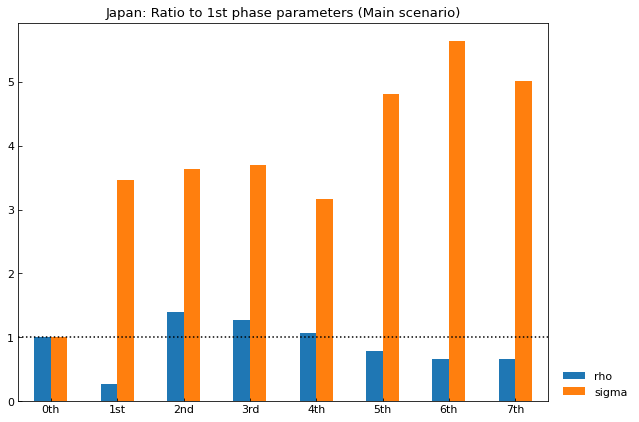 Japan: Ratio to 1st phase parameters (Main scenario)
5
4
3
2
1
0
0th 1st 2nd 3rd 4th 5th 6th 7th
rho
sigma